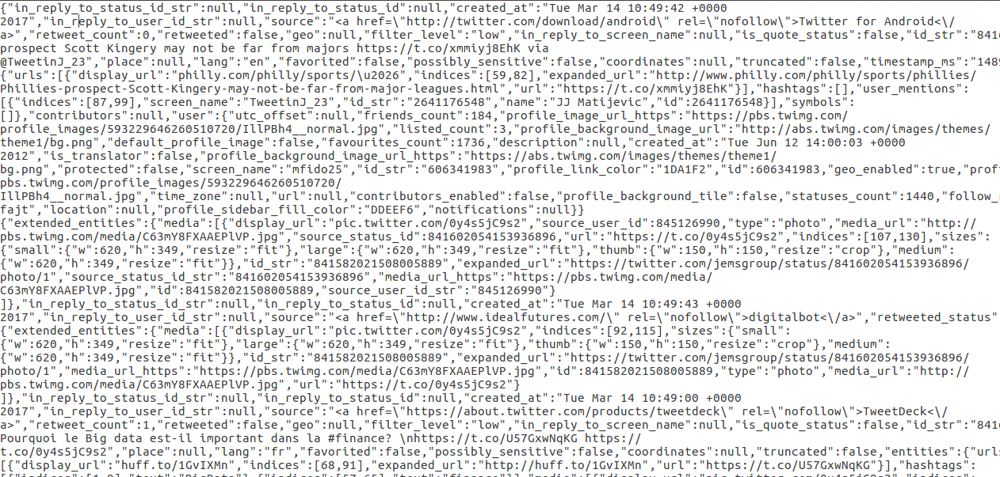 {"in_reply_to_status_id_str":null,"in_reply_to_status_id":null,"created_at":"Tue Mar 14 10:49:42 +0000
2017","in_reply_to_user_id_str":null,"source":"<a href=\"http://twitter.com/download/android\" rel=\"nofollow\">Twitter for Android<\/
a>","retweet_count":0,"retweeted":false,"geo":null,"filter_level":"low","in_reply_to_screen_name":null,"is_quote_status":false,"id_str":"841
prospect Scott Kingery may not be far from majors https://t.co/xmmiyj8EhK via
@TweetinJ_23","place":null,"lang":"en","favorited":false,"possibly_sensitive":false,"coordinates":null,"truncated":false,"timestamp_ms":"1489
{"urls":[{"display_url":"philly.com/philly/sports/\u2026","indices":[59,82],"expanded_url":"http://www.philly.com/philly/sports/phillies/
Phillies-prospect-Scott-Kingery-may-not-be-far-from-major-leagues.html","url":"https://t.co/xmmiyj8EhK"}],"hashtags":[],"user_mentions":
[{"indices":[87,99],"screen_name":"TweetinJ_23","id_str":"2641176548","name":"JJ Matijevic","id":2641176548}],"symbols":
[]},"contributors":null,"user":{"utc_offset":null,"friends_count":184,"profile_image_url_https":"https://pbs.twimg.com/
profile_images/593229646260510720/IllPBh4__normal.jpg","listed_count":3,"profile_background_image_url":"http://abs.twimg.com/images/themes/
theme1/bg.png","default_profile_image":false,"favourites_count":1736,"description":null,"created_at":"Tue Jun 12 14:00:03 +0000
2012","is_translator":false,"profile_background_image_url_https":"https://abs.twimg.com/images/themes/theme1/
bg.png","protected":false,"screen_name":"mfido25","id_str":"606341983","profile_link_color":"1DA1F2","id":606341983,"geo_enabled":true,"prof
pbs.twimg.com/profile_images/593229646260510720/
IllPBh4__normal.jpg","time_zone":null,"url":null,"contributors_enabled":false,"profile_background_tile":false,"statuses_count":1440,"follow_
fajt","location":null,"profile_sidebar_fill_color":"DDEEF6","notifications":null}}
{"extended_entities":{"media":[{"display_url":"pic.twitter.com/0y4s5jC9s2","source_user_id":845126990,"type":"photo","media_url":"http://
pbs.twimg.com/media/C63mY8FXAAEPlVP.jpg","source_status_id":841602054153936896,"url":"https://t.co/0y4s5jC9s2","indices":[107,130],"sizes":
{"small":{"w":620,"h":349,"resize":"fit"},"large":{"w":620,"h":349,"resize":"fit"},"thumb":{"w":150,"h":150,"resize":"crop"},"medium":
{"w":620,"h":349,"resize":"fit"}},"id_str":"841582021508005889","expanded_url":"https://twitter.com/jemsgroup/status/841602054153936896/
photo/1","source_status_id_str":"841602054153936896","media_url_https":"https://pbs.twimg.com/media/
C63mY8FXAAEPlVP.jpg","id":841582021508005889,"source_user_id_str":"845126990"}
]},"in_reply_to_status_id_str":null,"in_reply_to_status_id":null,"created_at":"Tue Mar 14 10:49:43 +0000
2017","in_reply_to_user_id_str":null,"source":"<a href=\"http://www.idealfutures.com/\" rel=\"nofollow\">digitalbot<\/a>","retweeted_status"
{"extended_entities":{"media":[{"display_url":"pic.twitter.com/0y4s5jC9s2","indices":[92,115],"sizes":{"small":
{"w":620,"h":349,"resize":"fit"},"large":{"w":620,"h":349,"resize":"fit"},"thumb":{"w":150,"h":150,"resize":"crop"},"medium":
{"w":620,"h":349,"resize":"fit"}},"id_str":"841582021508005889","expanded_url":"https://twitter.com/jemsgroup/status/841602054153936896/
photo/1","media_url_https":"https://pbs.twimg.com/media/C63mY8FXAAEPlVP.jpg","id":841582021508005889,"type":"photo","media_url":"http://
pbs.twimg.com/media/C63mY8FXAAEPlVP.jpg","url":"https://t.co/0y4s5jC9s2"}
]},"in_reply_to_status_id_str":null,"in_reply_to_status_id":null,"created_at":"Tue Mar 14 10:49:00 +0000
2017","in_reply_to_user_id_str":null,"source":"<a href=\"https://about.twitter.com/products/tweetdeck\" rel=\"nofollow\">TweetDeck<\/
a>","retweet_count":1,"retweeted":false,"geo":null,"filter_level":"low","in_reply_to_screen_name":null,"is_quote_status":false,"id_str":"841
Pourquoi le Big data est-il important dans la #finance? \nhttps://t.co/U57GxwNqKG https://
t.co/0y4s5jC9s2","place":null,"lang":"fr","favorited":false,"possibly_sensitive":false,"coordinates":null,"truncated":false,"entities":{"urls
[{"display_url":"huff.to/1GvIXMn","indices":[68,91],"expanded_url":"http://huff.to/1GvIXMn","url":"https://t.co/U57GxwNqKG"}],"hashtags":